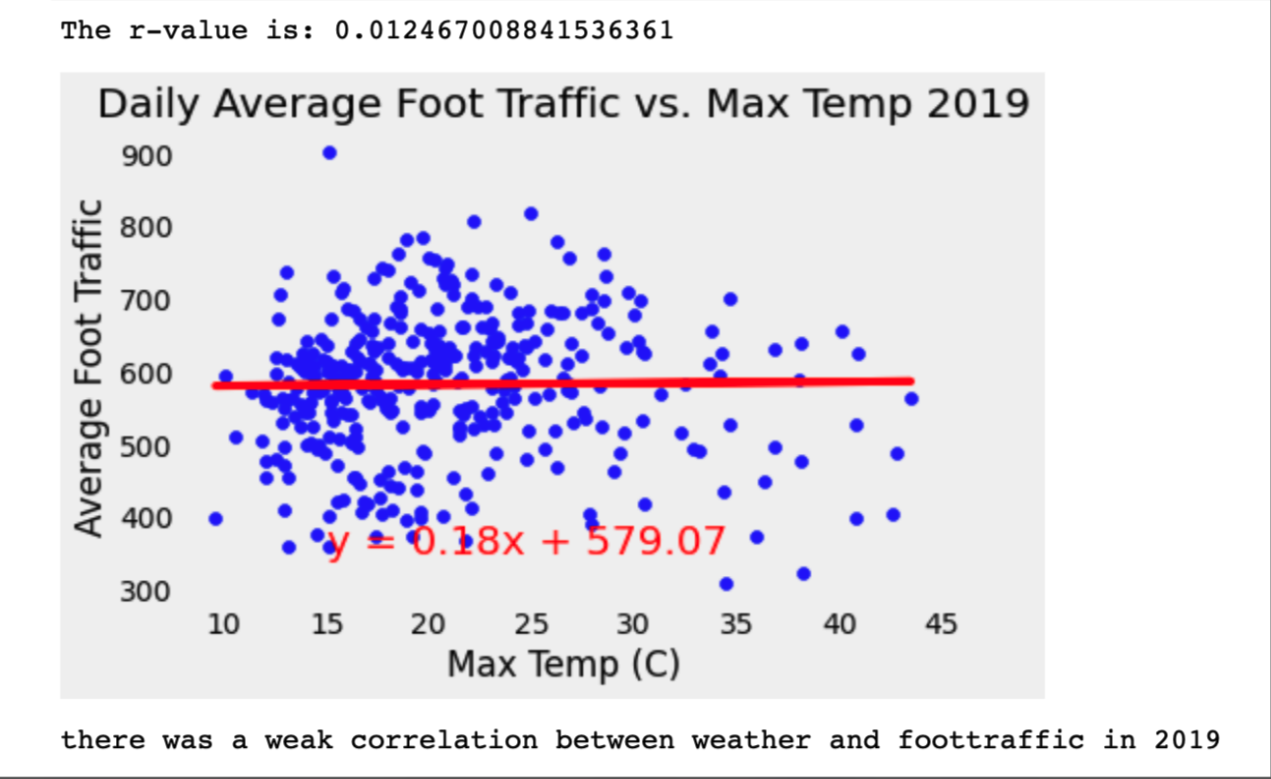 The r-value is: 0.012467008841536361
Daily Average Foot Traffic vs. Max Temp 2019
900
800
700
600
500
400
300
Average Foot Traffic
y = 0.18x + 579.07
10 15 20 25 30 35 40 45
Max Temp (C)
there was a weak correlation between weather and foottraffic in 2019